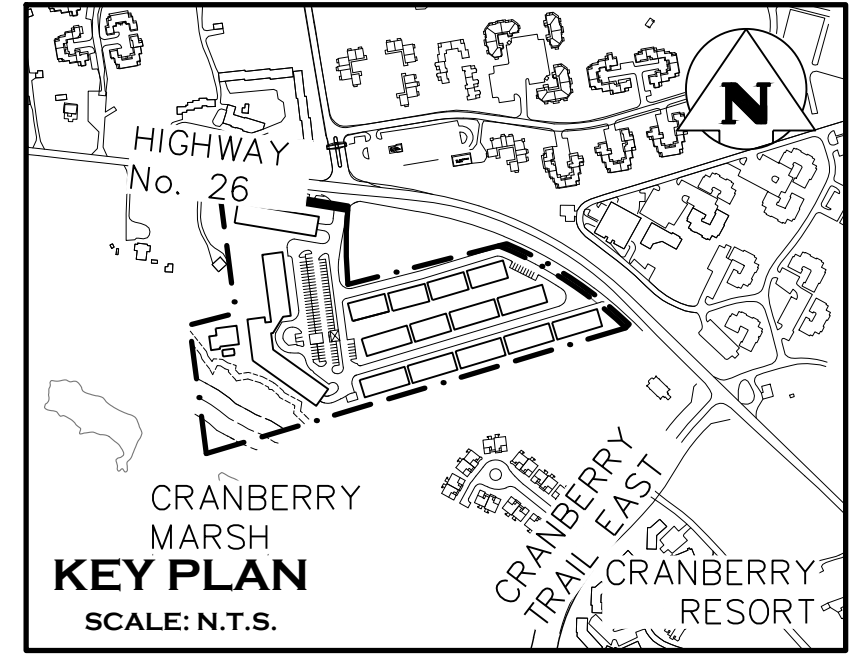 N
HIGHWAY
No. 26
CRANBERRY
MARSH
KEY PLAN
SCALE: N.T.S.
CRANBERRY
TRAIL EAST
CRANBERRY
RESORT